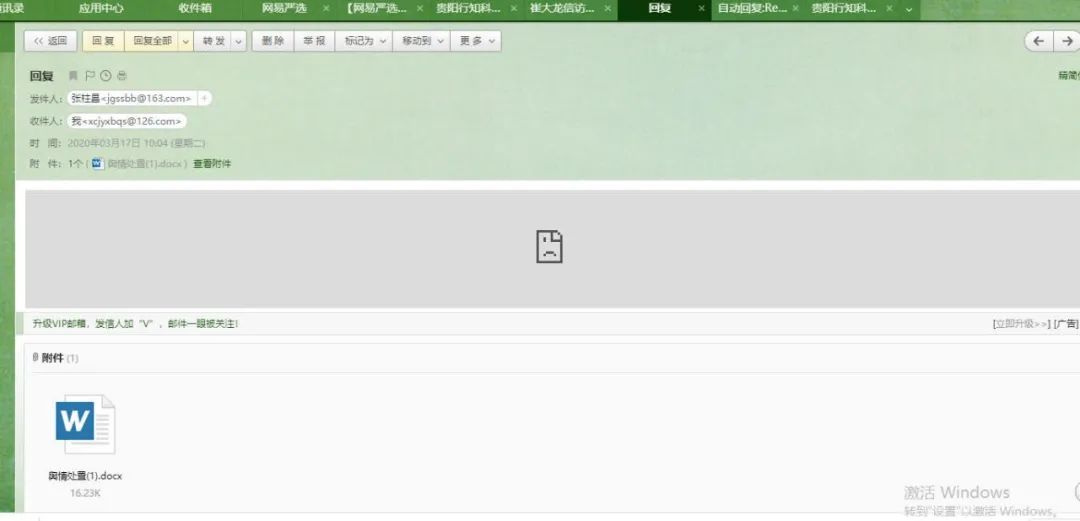 通讯录 应用中心 收件箱 网易严选 × 【网易严选... × 贵阳行知科... × 崔大龙信访... × 回复 × 自动回复:Re... × 贵阳行知科... ×
<< 返回 回复 回复全部 转发 删除 举报 标记为 移动到 更多
回复
精简
发件人: 张柱昌<jgssbb@163.com> +
收件人: 我<xcjyxbqs@126.com>
时 间: 2020年03月17日 10:04 (星期二)
附 件: 1个 ( 舆情处置(1).docx ) 查看附件
升级VIP邮箱，发信人加“V”，邮件一眼被关注! [立即升级>>] [广告]
附件 (1)
W
舆情处置(1).docx
16.23K
激活 Windows
转到"设置"以激活 Windows。